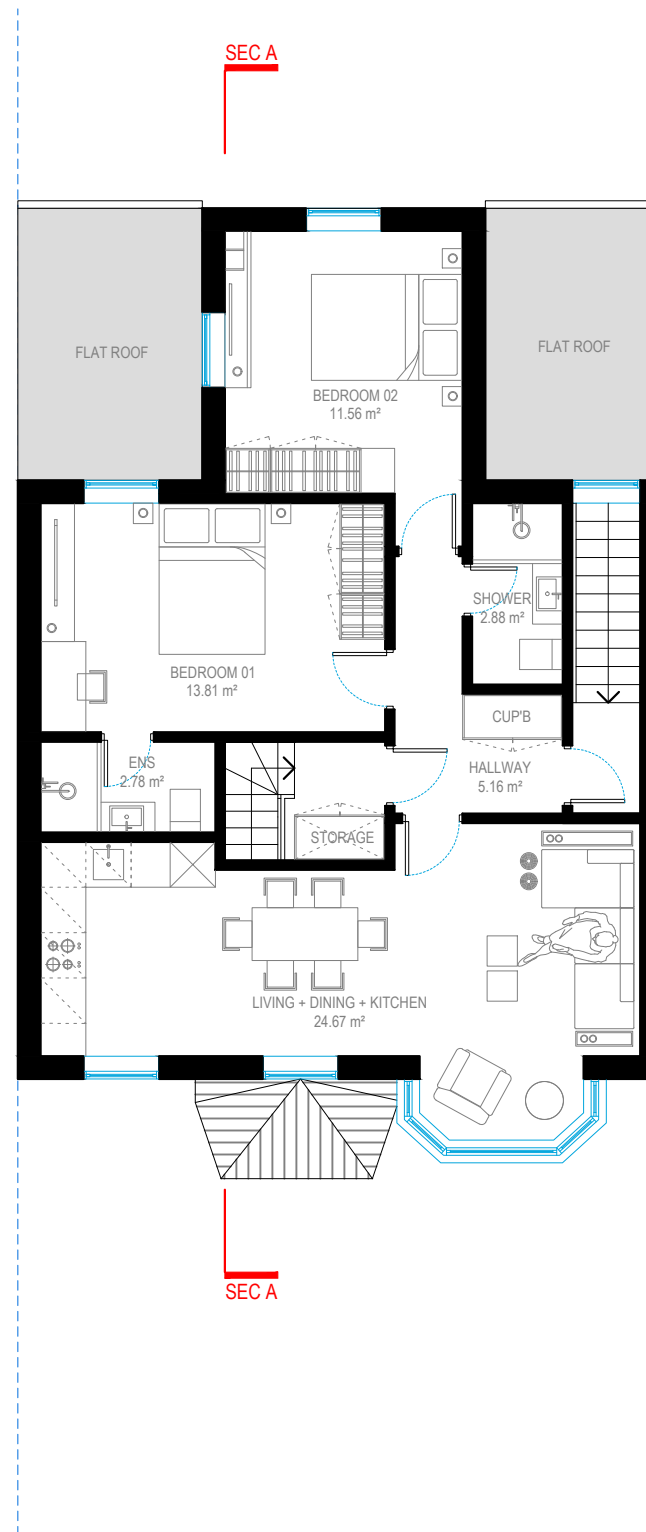 SEC A
FLAT ROOF
FLAT ROOF
BEDROOM 02
11.56 m²
BEDROOM 01
13.81 m²
SHOWER
2.88 m²
CUP'B
ENS
2.78 m²
HALLWAY
5.16 m²
STORAGE
LIVING + DINING + KITCHEN
24.67 m²
SEC A